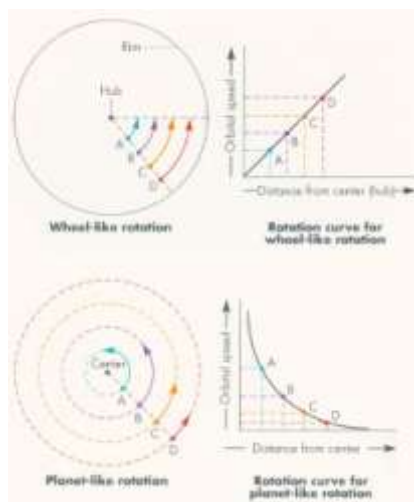 Rim
Hub
A
B
C
D
Wheel-like rotation
Orbital speed
D
C
B
A
Distance from center (hub)
Rotation curve for
wheel-like rotation
Center
A
B
C
D
Planet-like rotation
Orbital speed
A
B
C
D
Distance from center
Rotation curve for
planet-like rotation